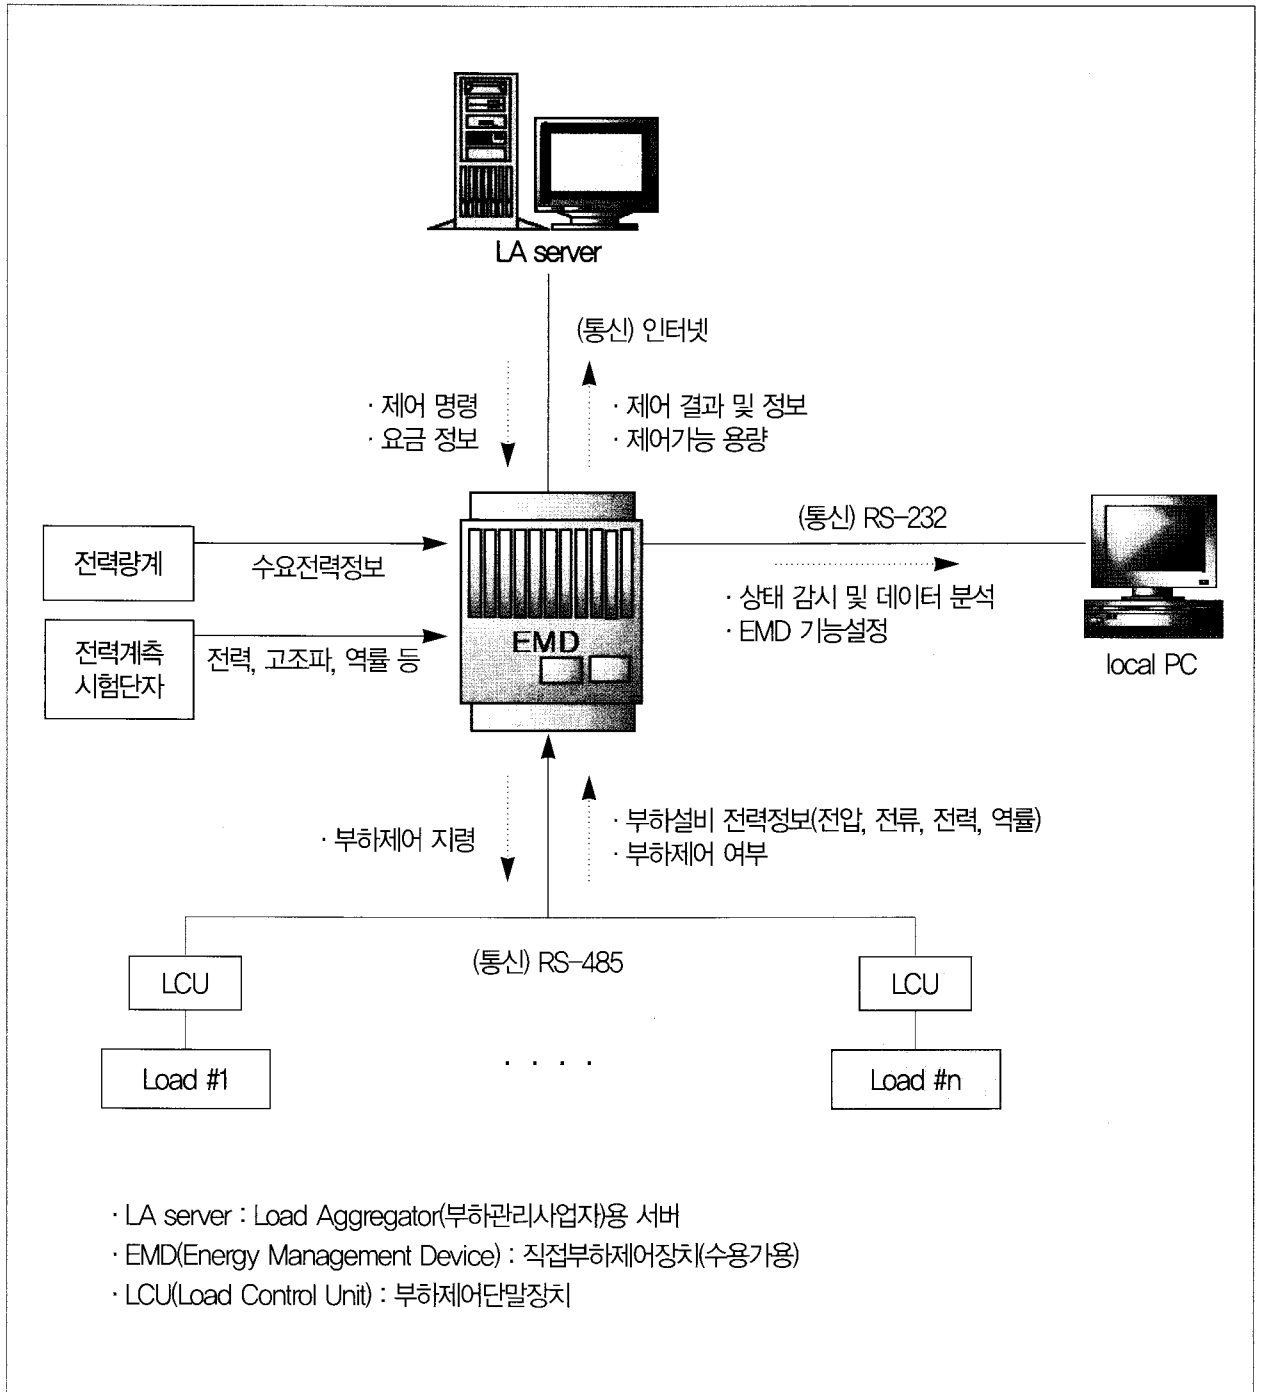 LA server
(통신) 인터넷
· 제어 명령
· 요금 정보
· 제어 결과 및 정보
· 제어가능 용량
전력량계
수요전력정보
전력계측
시험단자
전력, 고조파, 역률 등
EMD
(통신) RS-232
· 상태 감시 및 데이터 분석
· EMD 기능설정
local PC
· 부하제어 지령
· 부하설비 전력정보(전압, 전류, 전력, 역률)
· 부하제어 여부
(통신) RS-485
LCU
LCU
Load #1
· · · ·
Load #n
· LA server : Load Aggregator(부하관리사업자)용 서버
· EMD(Energy Management Device) : 직접부하제어장치(수용가용)
· LCU(Load Control Unit) : 부하제어단말장치